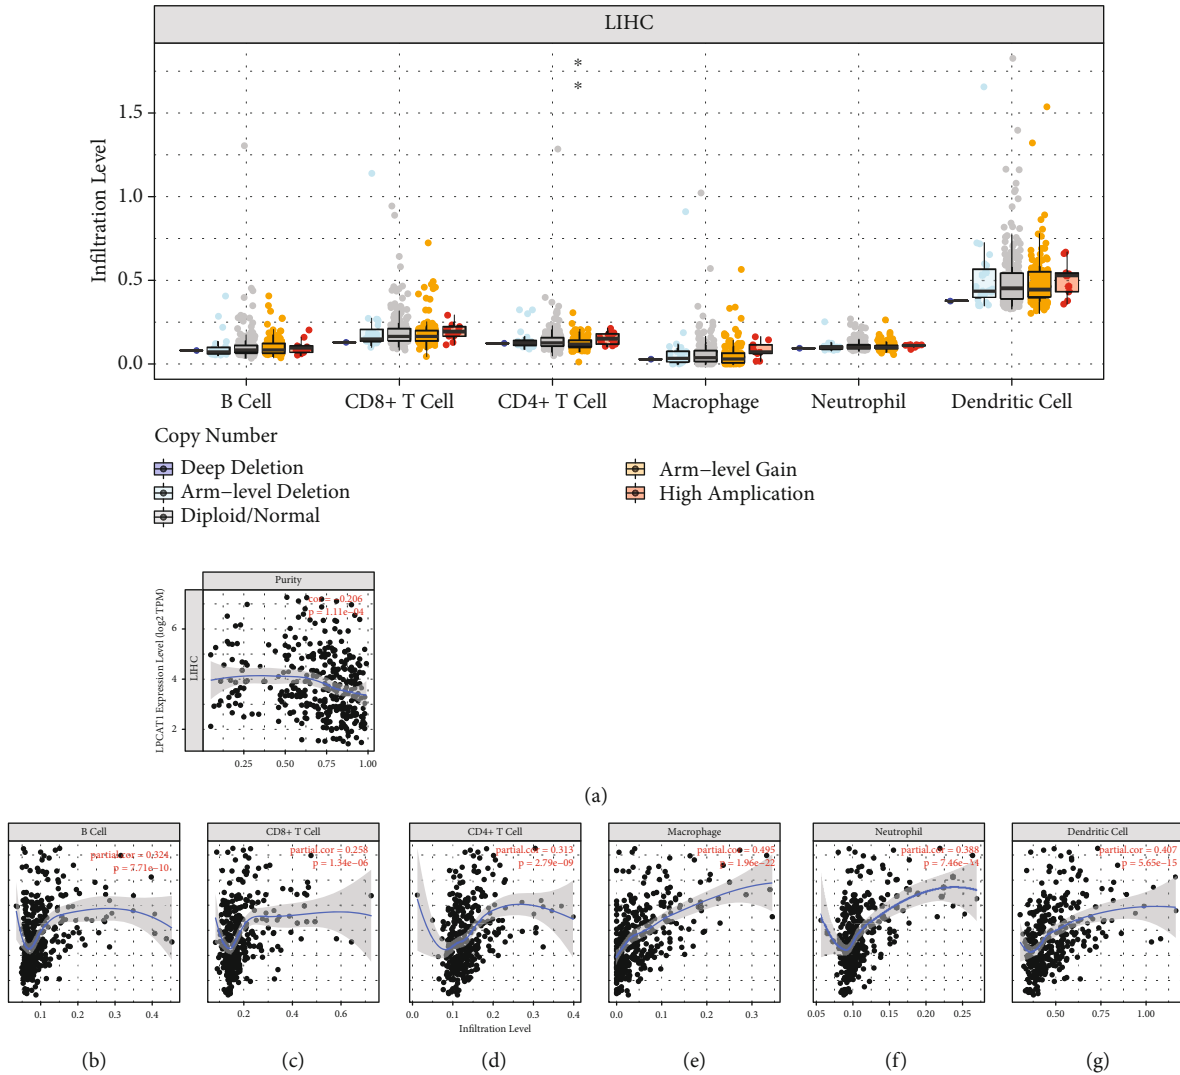 LIHC
*
*
Infiltration Level
1.5
1.0
0.5
0.0
B Cell CD8+ T Cell CD4+ T Cell Macrophage Neutrophil Dendritic Cell
Copy Number
Deep Deletion
Arm-level Deletion
Diploid/Normal
Arm-level Gain
High Amplication
Purity
cor = -0.206
p = 1.11e-04
LPCAT1 Expression Level (log2 TPM)
LIHC
6
4
2
0.25 0.50 0.75 1.00
(a)
B Cell
partial.cor = 0.324
p = 7.71e-10
0.1 0.2 0.3 0.4
(b)
CD8+ T Cell
partial.cor = 0.258
p = 1.34e-06
0.2 0.4 0.6
(c)
CD4+ T Cell
partial.cor = 0.313
p = 2.79e-09
0.0 0.1 0.2 0.3 0.4
Infiltration Level
(d)
Macrophage
partial.cor = 0.495
p = 1.96e-22
0.0 0.1 0.2 0.3
(e)
Neutrophil
partial.cor = 0.388
p = 7.46e-14
0.05 0.10 0.15 0.20 0.25
(f)
Dendritic Cell
partial.cor = 0.407
p = 5.65e-15
0.50 0.75 1.00
(g)